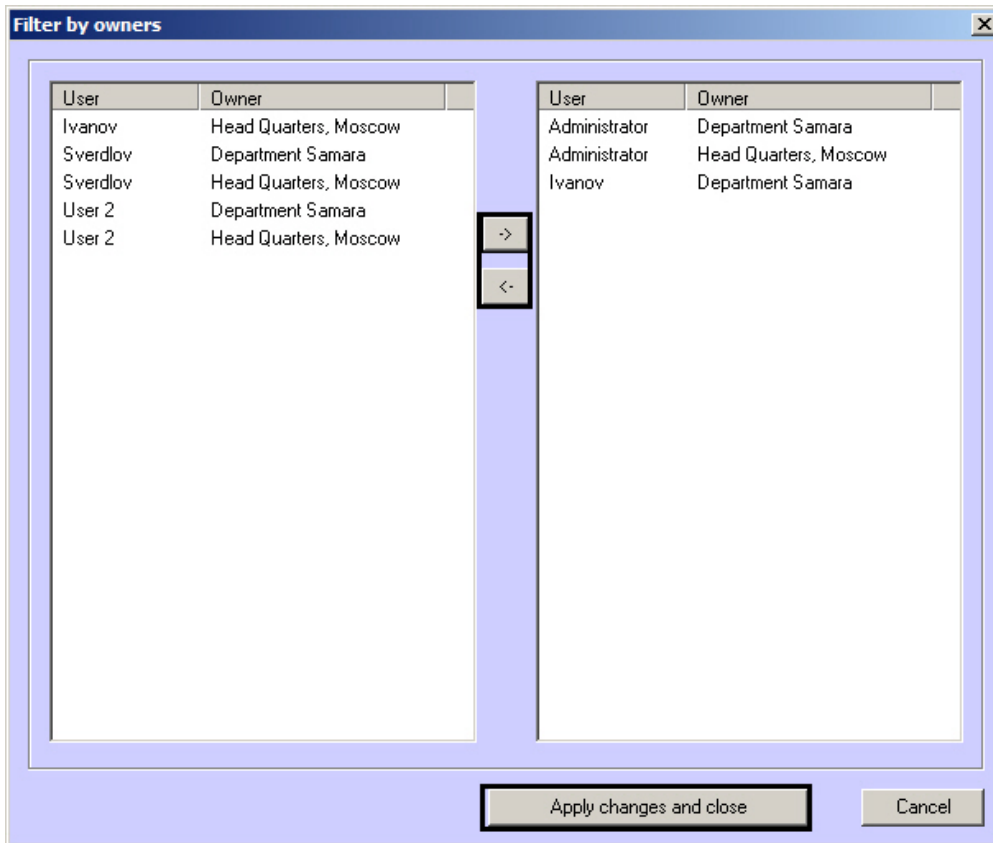 Filter by owners
User Owner
Ivanov Head Quarters, Moscow
Sverdlov Department Samara
Sverdlov Head Quarters, Moscow
User 2 Department Samara
User 2 Head Quarters, Moscow
->
<-
User Owner
Administrator Department Samara
Administrator Head Quarters, Moscow
Ivanov Department Samara
Apply changes and close
Cancel